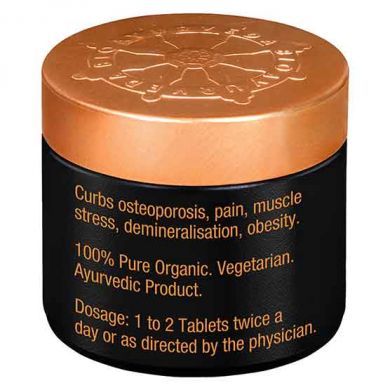 Curbs osteoporosis, pain, muscle
stress, demineralisation, obesity.
100% Pure Organic. Vegetarian.
Ayurvedic Product.
Dosage: 1 to 2 Tablets twice a
day or as directed by the physician.